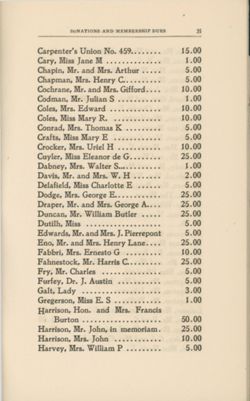 DONATIONS AND MEMBERSHIP DUES 21
Carpenter's Union No. 459........ 15.00
Cary, Miss Jane M ............ 1.00
Chapin, Mr. and Mrs. Arthur ..... 5.00
Chapman, Mrs. Henry C......... 5.00
Cochrane, Mr. and Mrs. Gifford.... 10.00
Codman, Mr. Julian S .......... 1.00
Coles, Mrs. Edward ............ 10.00
Coles, Miss Mary R. ............ 10.00
Conrad, Mrs. Thomas K ......... 5.00
Crafts, Miss Mary E ........... 5.00
Crocker, Mrs. Uriel H .......... 10.00
Cuyler, Miss Eleanor de G........ 25.00
Dabney, Mrs. Walter S........... 1.00
Davis, Mr. and Mrs. W. H ....... 2.00
Delafield, Miss Charlotte E ...... 5.00
Dodge, Mrs. George E........... 25.00
Draper, Mr. and Mrs. George A.... 25.00
Duncan, Mr. William Butler ..... 25.00
Dutilh, Miss .................. 5.00
Edwards, Mr. and Mrs. J. Pierrepont 5.00
Eno, Mr. and Mrs. Henry Lane.... 25.00
Fabbri, Mrs. Ernesto G ......... 10.00
Fahnestock, Mr. Harris C........ 25.00
Fry, Mr. Charles .............. 5.00
Furley, Dr. J. Austin ........... 5.00
Galt, Lady .................... 3.00
Gregerson, Miss E. S ........... 1.00
Harrison, Hon. and Mrs. Francis
Burton .................... 50.00
Harrison, Mr. John, in memoriam. 25.00
Harrison, Mrs. John ............ 10.00
Harvey, Mrs. William P ......... 5.00